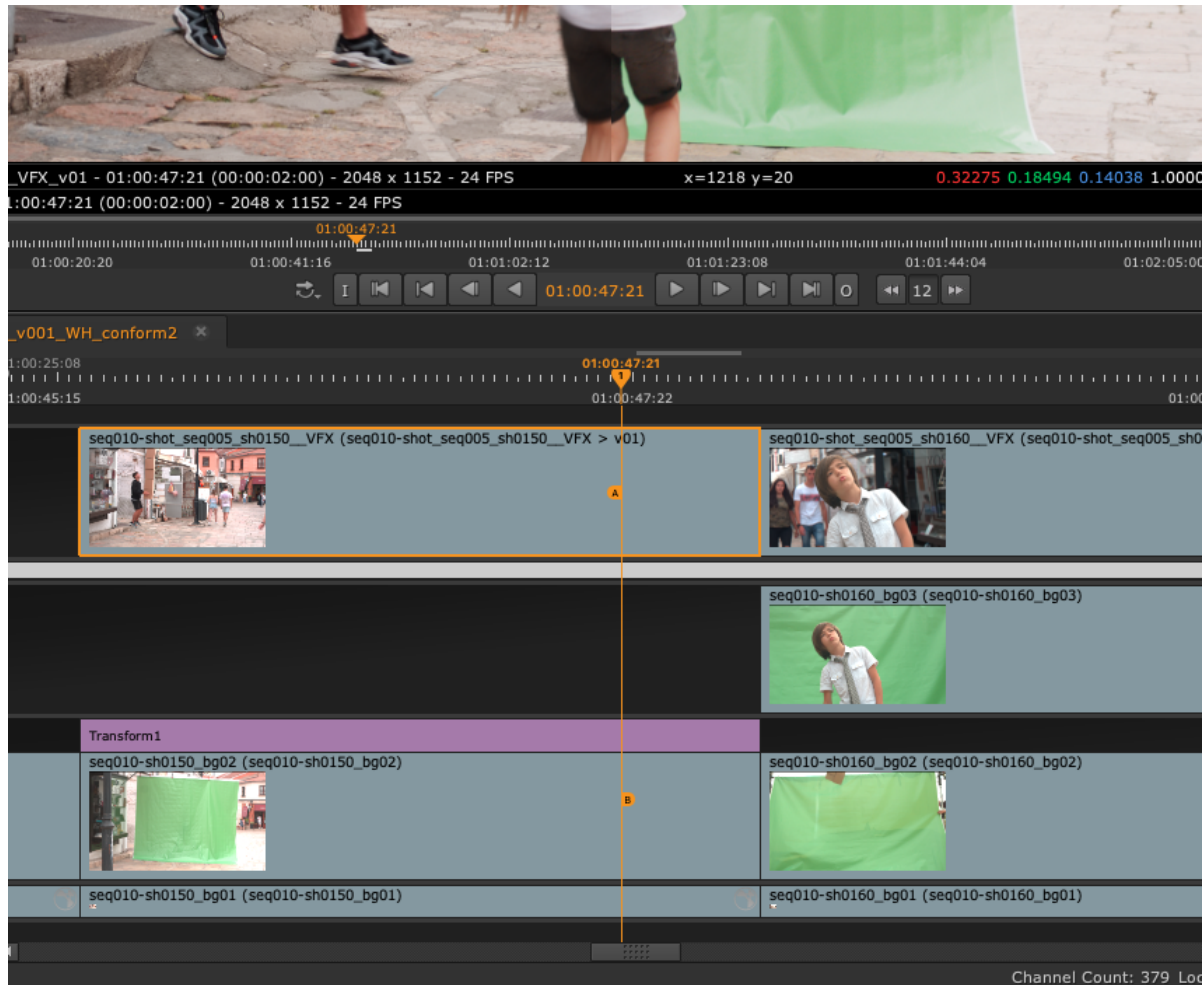 _VFX_v01 - 01:00:47:21 (00:00:02:00) - 2048 x 1152 - 24 FPS x=1218 y=20 0.32275 0.18494 0.14038 1.0000
1:00:47:21 (00:00:02:00) - 2048 x 1152 - 24 FPS
01:00:47:21
01:00:20:20 01:00:41:16 01:01:02:12 01:01:23:08 01:01:44:04 01:02:05:00
I 01:00:47:21 O 12
_v001_WH_conform2
1:00:25:08 01:00:47:21
1
1:00:45:15 01:00:47:22 01:00
seq010-shot_seq005_sh0150__VFX (seq010-shot_seq005_sh0150__VFX > v01) seq010-shot_seq005_sh0160__VFX (seq010-shot_seq005_sh0
A
seq010-sh0160_bg03 (seq010-sh0160_bg03)
Transform1
seq010-sh0150_bg02 (seq010-sh0150_bg02) seq010-sh0160_bg02 (seq010-sh0160_bg02)
B
seq010-sh0150_bg01 (seq010-sh0150_bg01) seq010-sh0160_bg01 (seq010-sh0160_bg01)
Channel Count: 379 Loc